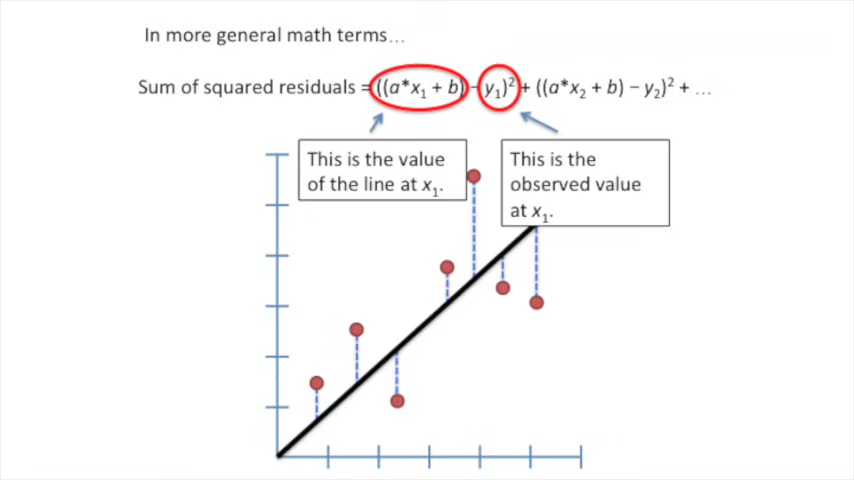 In more general math terms…
Sum of squared residuals = ((a*x₁ + b) − y₁)² + ((a*x₂ + b) − y₂)² + …
This is the value
of the line at x₁.
This is the
observed value
at x₁.